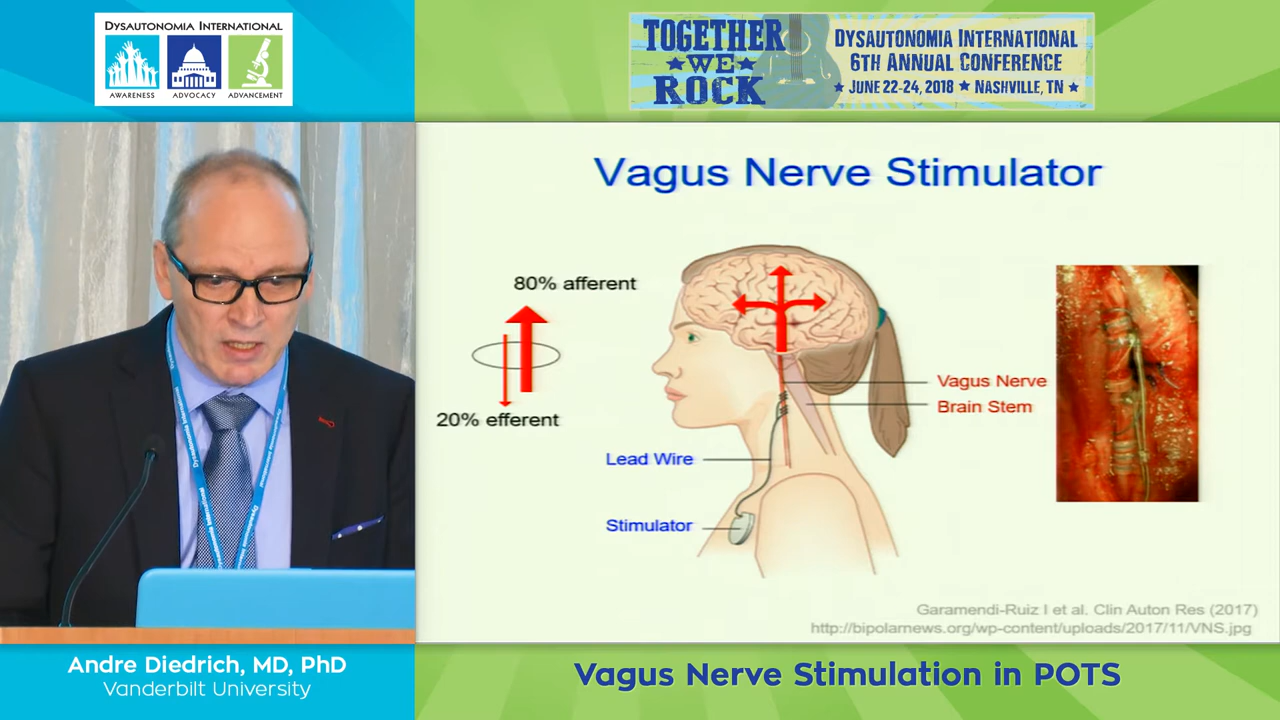 DYSAUTONOMIA INTERNATIONAL
AWARENESS ADVOCACY ADVANCEMENT
TOGETHER
WE
ROCK
DYSAUTONOMIA INTERNATIONAL
6TH ANNUAL CONFERENCE
JUNE 22-24, 2018 NASHVILLE, TN
Vagus Nerve Stimulator
80% afferent
20% efferent
Vagus Nerve
Brain Stem
Lead Wire
Stimulator
Garamendi-Ruiz I et al. Clin Auton Res (2017)
http://bipolarnews.org/wp-content/uploads/2017/11/VNS.jpg
Dysautonomia International
Andre Diedrich, MD, PhD
Vanderbilt University
Vagus Nerve Stimulation in POTS